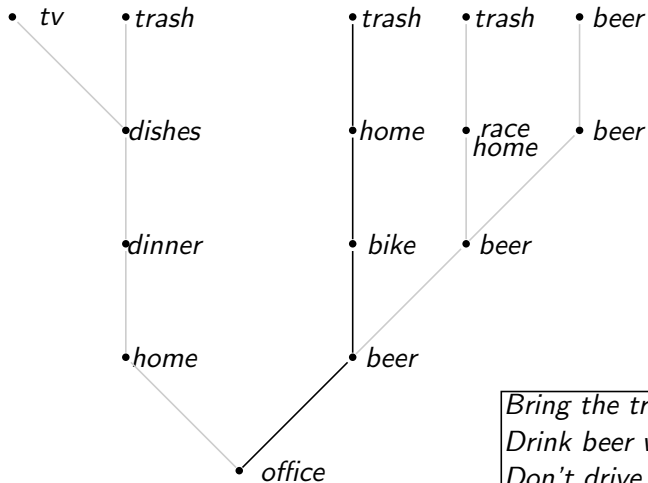 tv trash trash trash beer
dishes home race beer
home
dinner bike beer
home beer
office
Bring the
Drink beer
Don't drive